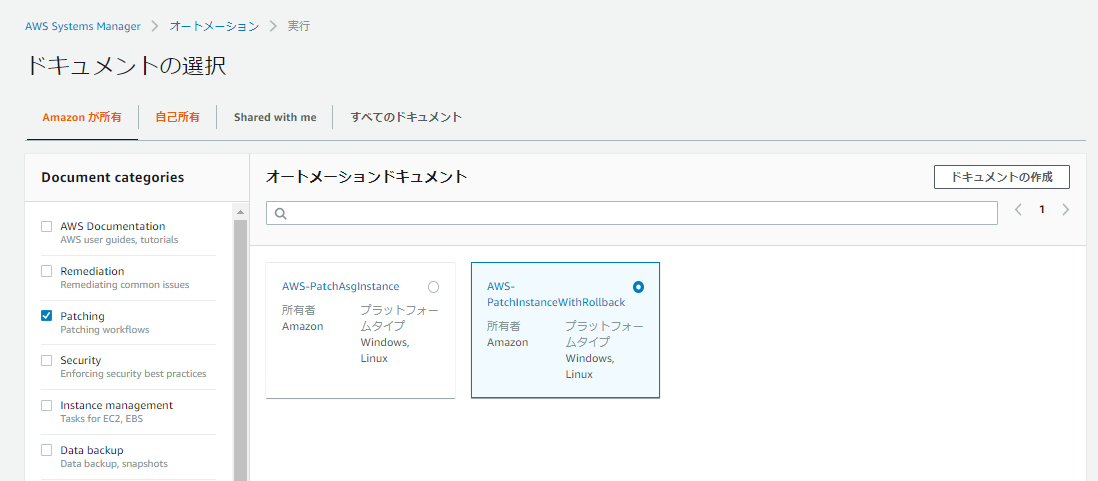 AWS Systems Manager > オートメーション > 実行
ドキュメントの選択
Amazon が所有
自己所有
Shared with me
すべてのドキュメント
Document categories
AWS Documentation
AWS user guides, tutorials
Remediation
Remediating common issues
Patching
Patching workflows
Security
Enforcing security best practices
Instance management
Tasks for EC2, EBS
Data backup
Data backup, snapshots
オートメーションドキュメント
ドキュメントの作成
1
AWS-PatchAsgInstance
所有者
Amazon
プラットフォー
ムタイプ
Windows,
Linux
AWS-
PatchInstanceWithRollback
所有者
Amazon
プラットフォー
ムタイプ
Windows,
Linux